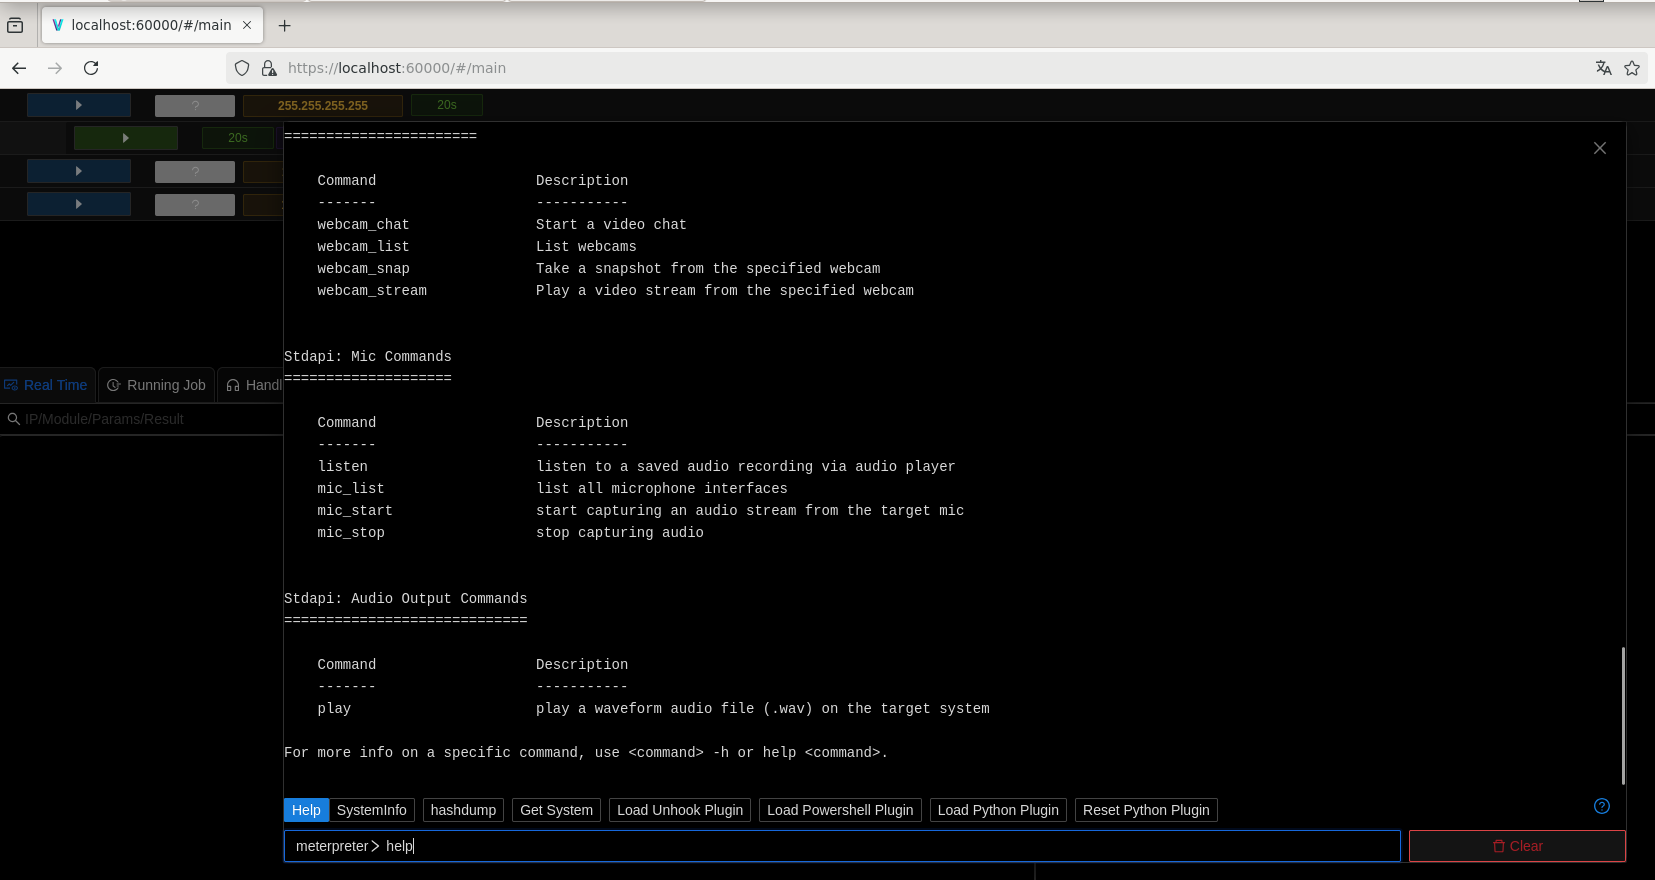 localhost:60000/#/main
https://localhost:60000/#/main
? 255.255.255.255 20s
20s
?
?
=======================
Command Description
------- -----------
webcam_chat Start a video chat
webcam_list List webcams
webcam_snap Take a snapshot from the specified webcam
webcam_stream Play a video stream from the specified webcam
Stdapi: Mic Commands
====================
Real Time Running Job Handl
IP/Module/Params/Result
Command Description
------- -----------
listen listen to a saved audio recording via audio player
mic_list list all microphone interfaces
mic_start start capturing an audio stream from the target mic
mic_stop stop capturing audio
Stdapi: Audio Output Commands
=============================
Command Description
------- -----------
play play a waveform audio file (.wav) on the target system
For more info on a specific command, use <command> -h or help <command>.
Help SystemInfo hashdump Get System Load Unhook Plugin Load Powershell Plugin Load Python Plugin Reset Python Plugin
meterpreter> help
Clear